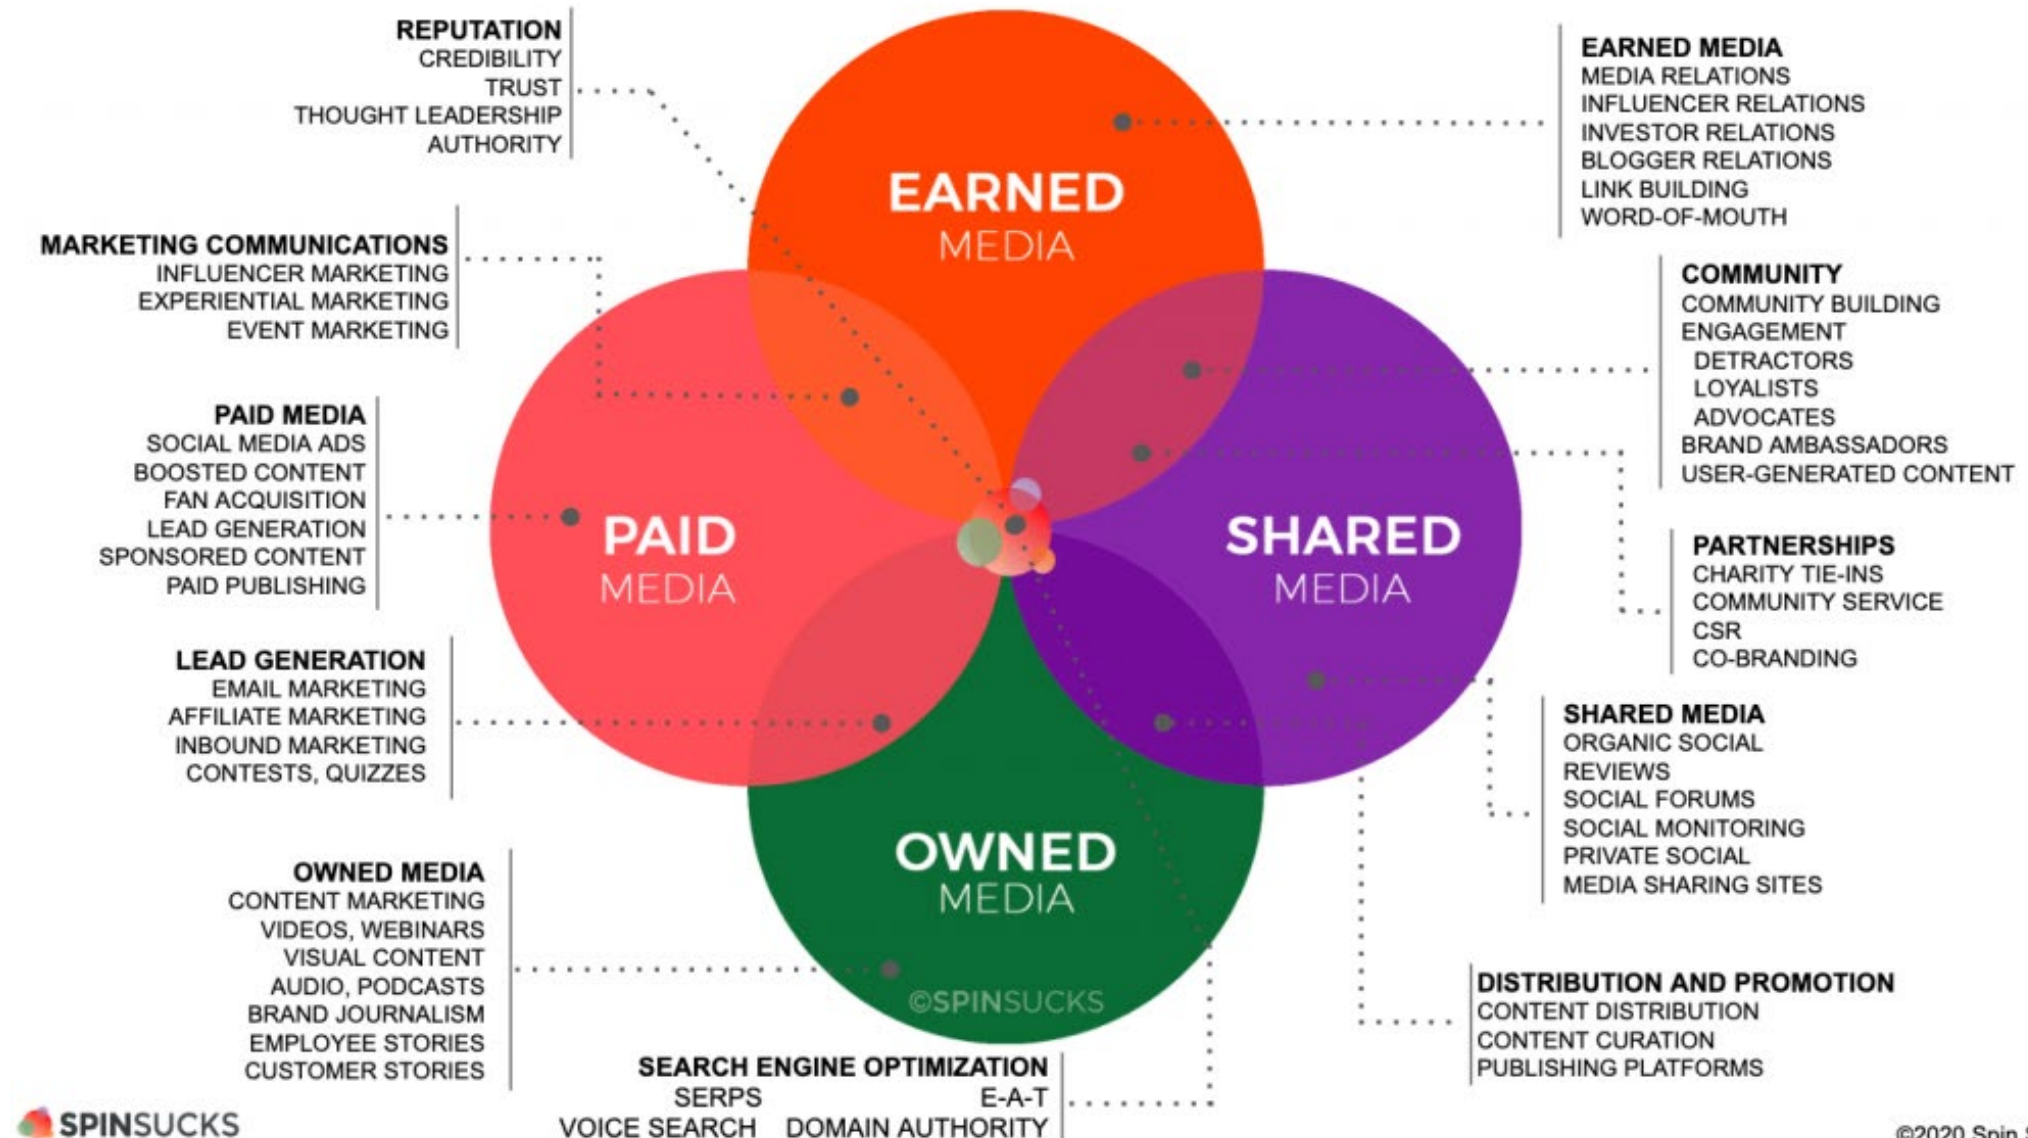 REPUTATION
CREDIBILITY
TRUST
THOUGHT LEADERSHIP
AUTHORITY
MARKETING COMMUNICATIONS
INFLUENCER MARKETING
EXPERIENTIAL MARKETING
EVENT MARKETING
PAID MEDIA
SOCIAL MEDIA ADS
BOOSTED CONTENT
FAN ACQUISITION
LEAD GENERATION
SPONSORED CONTENT
PAID PUBLISHING
LEAD GENERATION
EMAIL MARKETING
AFFILIATE MARKETING
INBOUND MARKETING
CONTESTS, QUIZZES
OWNED MEDIA
CONTENT MARKETING
VIDEOS, WEBINARS
VISUAL CONTENT
AUDIO, PODCASTS
BRAND JOURNALISM
EMPLOYEE STORIES
CUSTOMER STORIES
EARNED
MEDIA
PAID
MEDIA
SHARED
MEDIA
OWNED
MEDIA
©SPINSUCKS
EARNED MEDIA
MEDIA RELATIONS
INFLUENCER RELATIONS
INVESTOR RELATIONS
BLOGGER RELATIONS
LINK BUILDING
WORD-OF-MOUTH
COMMUNITY
COMMUNITY BUILDING
ENGAGEMENT
DETRACTORS
LOYALISTS
ADVOCATES
BRAND AMBASSADORS
USER-GENERATED CONTENT
PARTNERSHIPS
CHARITY TIE-INS
COMMUNITY SERVICE
CSR
CO-BRANDING
SHARED MEDIA
ORGANIC SOCIAL
REVIEWS
SOCIAL FORUMS
SOCIAL MONITORING
PRIVATE SOCIAL
MEDIA SHARING SITES
DISTRIBUTION AND PROMOTION
CONTENT DISTRIBUTION
CONTENT CURATION
PUBLISHING PLATFORMS
SEARCH ENGINE OPTIMIZATION
SERPS E-A-T
VOICE SEARCH DOMAIN AUTHORITY
SPINSUCKS
©2020 Spin